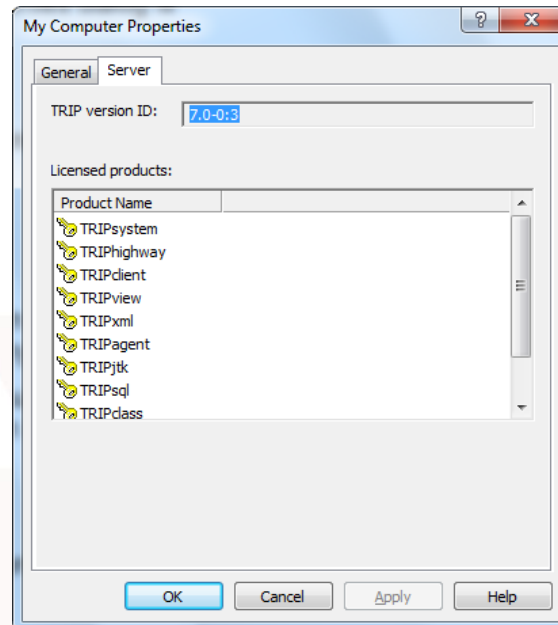 My Computer Properties
General Server
TRIP version ID: 7.0-0:3
Licensed products:
Product Name
TRIPsystem
TRIPhighway
TRIPclient
TRIPview
TRIPxml
TRIPagent
TRIPjtk
TRIPsql
TRIPclass
OK Cancel Apply Help